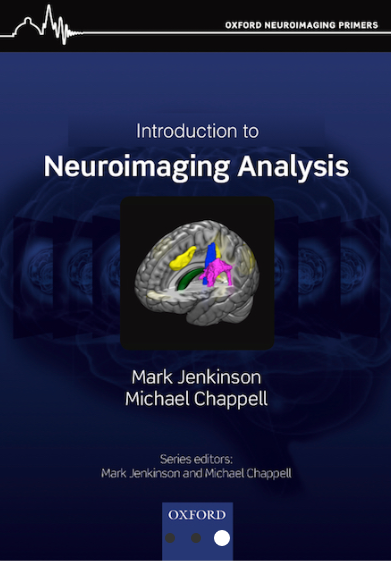 OXFORD NEUROIMAGING PRIMERS
Introduction to
Neuroimaging Analysis
Mark Jenkinson
Michael Chappell
Series editors:
Mark Jenkinson and Michael Chappell
OXFORD